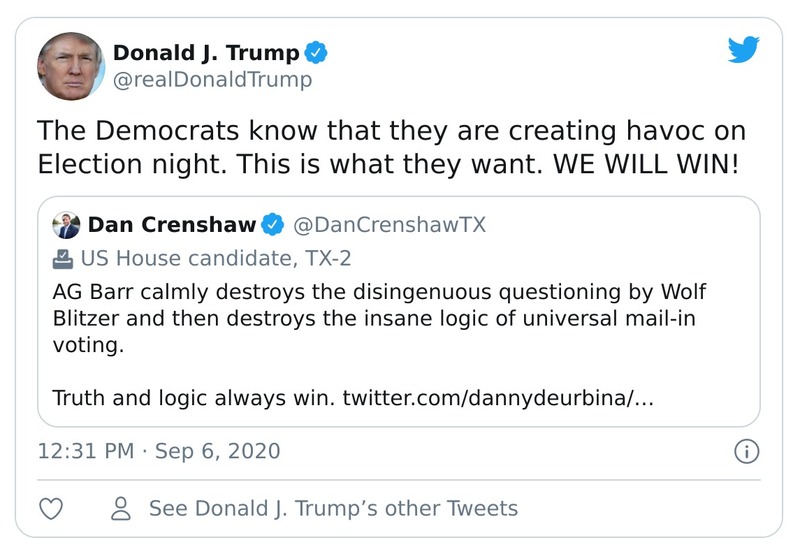 Donald J. Trump
@realDonaldTrump
The Democrats know that they are creating havoc on
Election night. This is what they want. WE WILL WIN!
Dan Crenshaw @DanCrenshawTX
US House candidate, TX-2
AG Barr calmly destroys the disingenuous questioning by Wolf
Blitzer and then destroys the insane logic of universal mail-in
voting.
Truth and logic always win. twitter.com/dannydeurbina/…
12:31 PM · Sep 6, 2020
See Donald J. Trump’s other Tweets